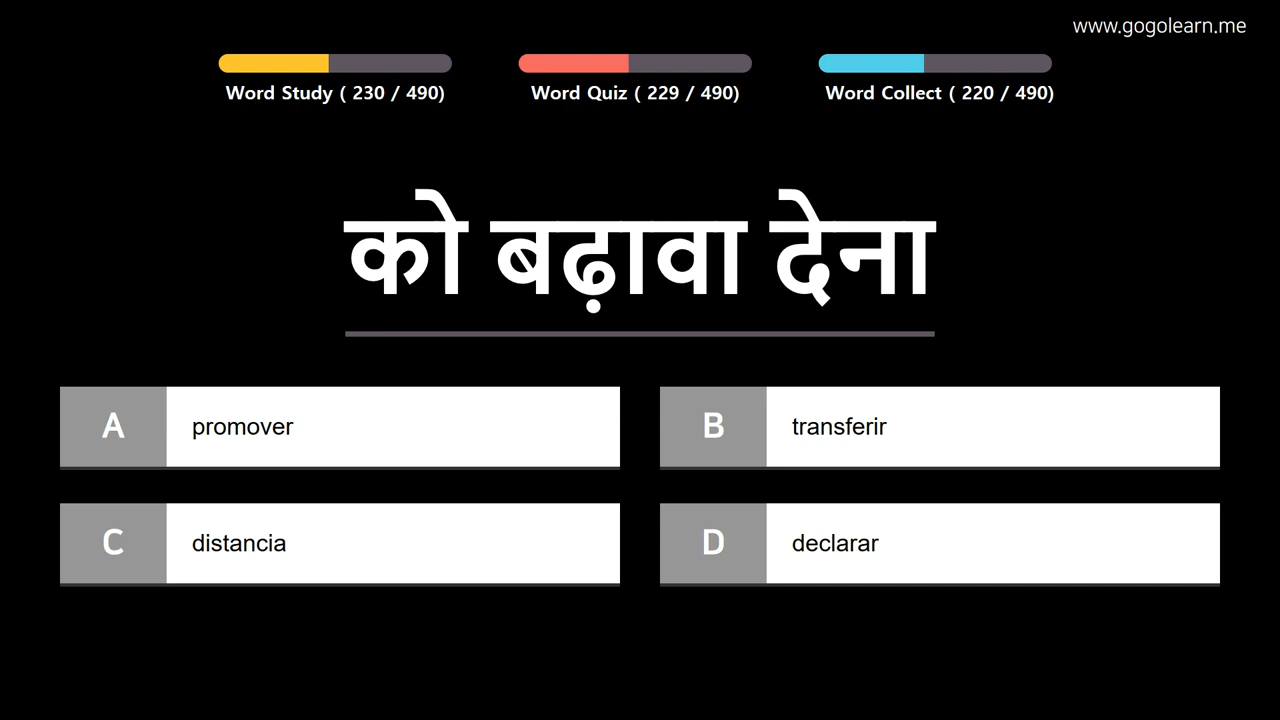 www.gogolearn.me
Word Study ( 230 / 490)
Word Quiz ( 229 / 490)
Word Collect ( 220 / 490)
को बढ़ावा देना
A promover
B transferir
C distancia
D declarar